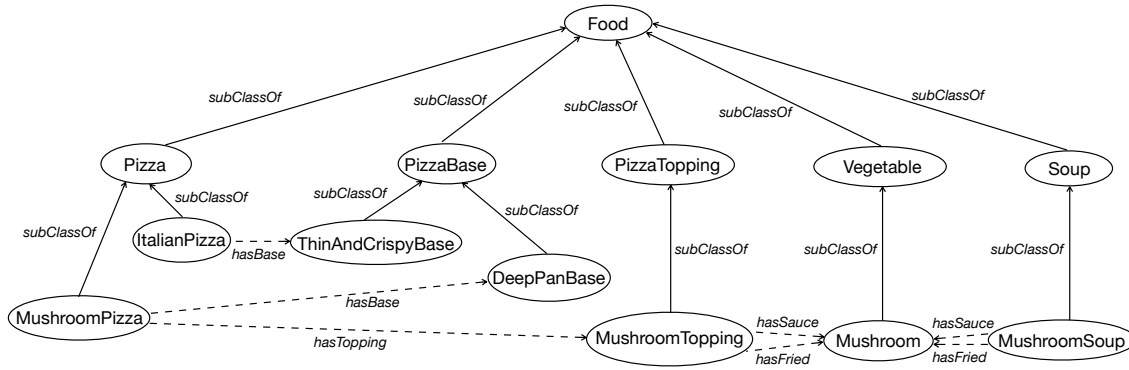 Food
subClassOf
subClassOf
subClassOf
subClassOf
subClassOf
Pizza
PizzaBase
PizzaTopping
Vegetable
Soup
subClassOf
subClassOf
subClassOf
subClassOf
subClassOf
subClassOf
subClassOf
subClassOf
ItalianPizza
hasBase
ThinAndCrispyBase
DeepPanBase
MushroomPizza
hasBase
hasTopping
MushroomTopping
hasSauce
hasFried
Mushroom
hasSauce
hasFried
MushroomSoup